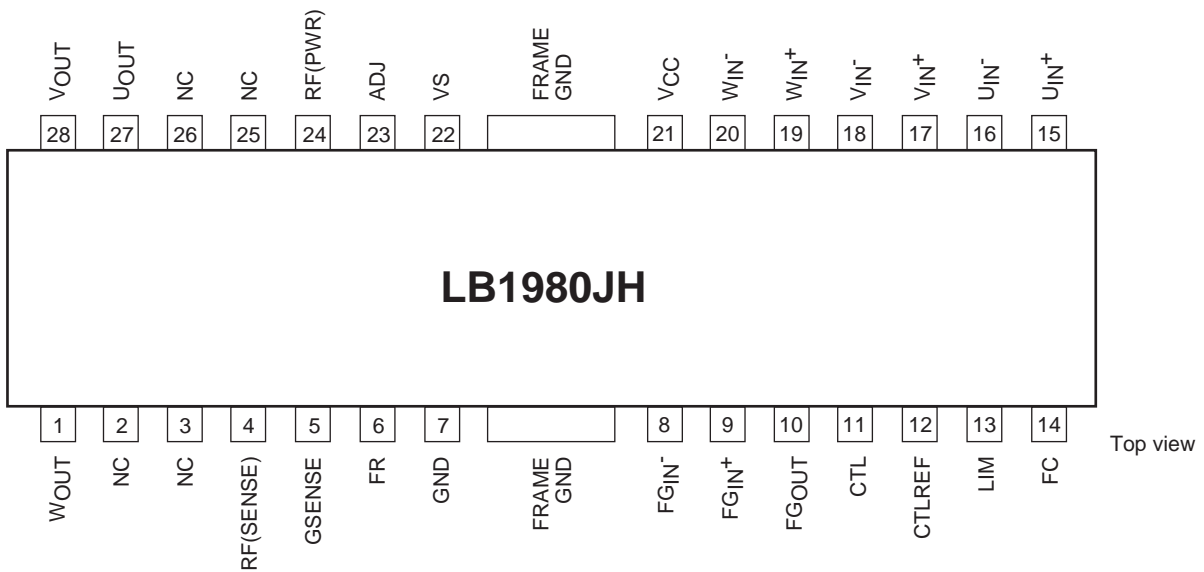 VOUT UOUT NC NC RF(PWR) ADJ VS FRAME GND VCC WIN- WIN+ VIN- VIN+ UIN- UIN+
28 27 26 25 24 23 22 21 20 19 18 17 16 15
LB1980JH
1 2 3 4 5 6 7 8 9 10 11 12 13 14
Top view
WOUT NC NC RF(SENSE) GSENSE FR GND FRAME GND FGIN- FGIN+ FGOUT CTL CTLREF LIM FC